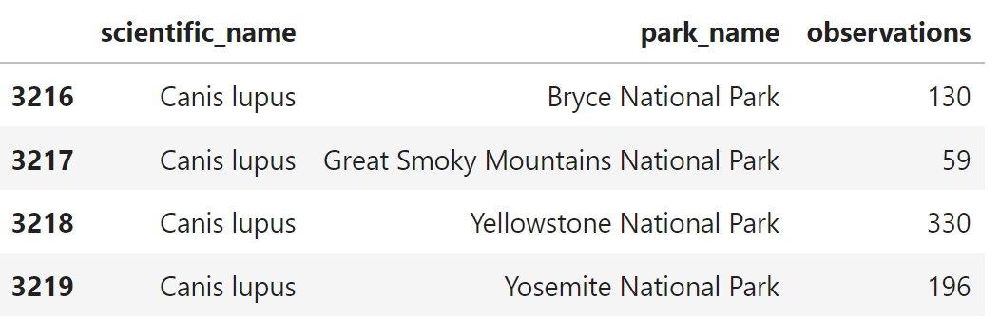 scientific_name park_name observations
3216 Canis lupus Bryce National Park 130
3217 Canis lupus Great Smoky Mountains National Park 59
3218 Canis lupus Yellowstone National Park 330
3219 Canis lupus Yosemite National Park 196